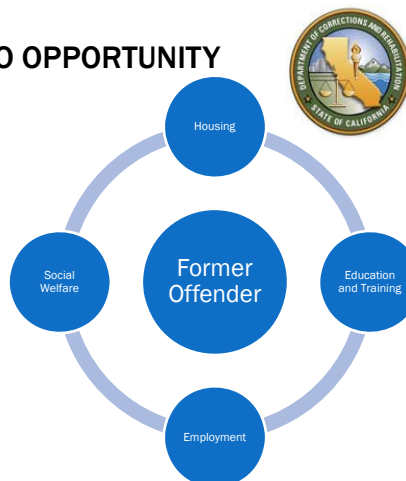 O OPPORTUNITY
DEPARTMENT OF CORRECTIONS AND REHABILITATION
STATE OF CALIFORNIA
Housing
Social
Welfare
Former
Offender
Education
and Training
Employment